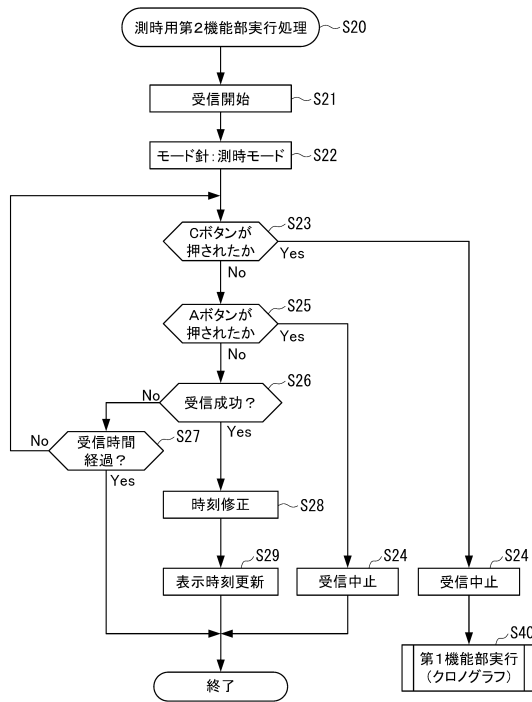 測時用第2機能部実行処理
S20
受信開始
S21
モード針:測時モード
S22
Cボタンが
押されたか
S23
Yes
No
Aボタンが
押されたか
S25
Yes
No
受信成功?
S26
No
Yes
受信時間
経過?
S27
No
Yes
時刻修正
S28
表示時刻更新
S29
受信中止
S24
受信中止
S24
第1機能部実行
(クロノグラフ)
S40
終了